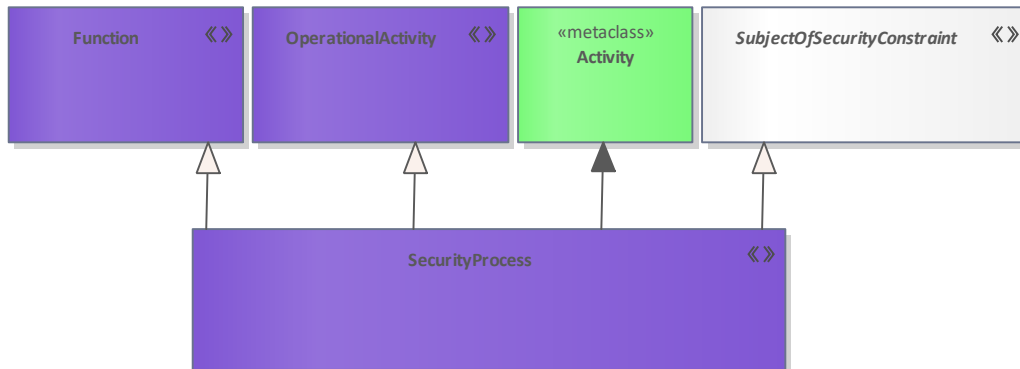 Function «»
OperationalActivity «»
«metaclass»
Activity
SubjectOfSecurityConstraint «»
SecurityProcess «»